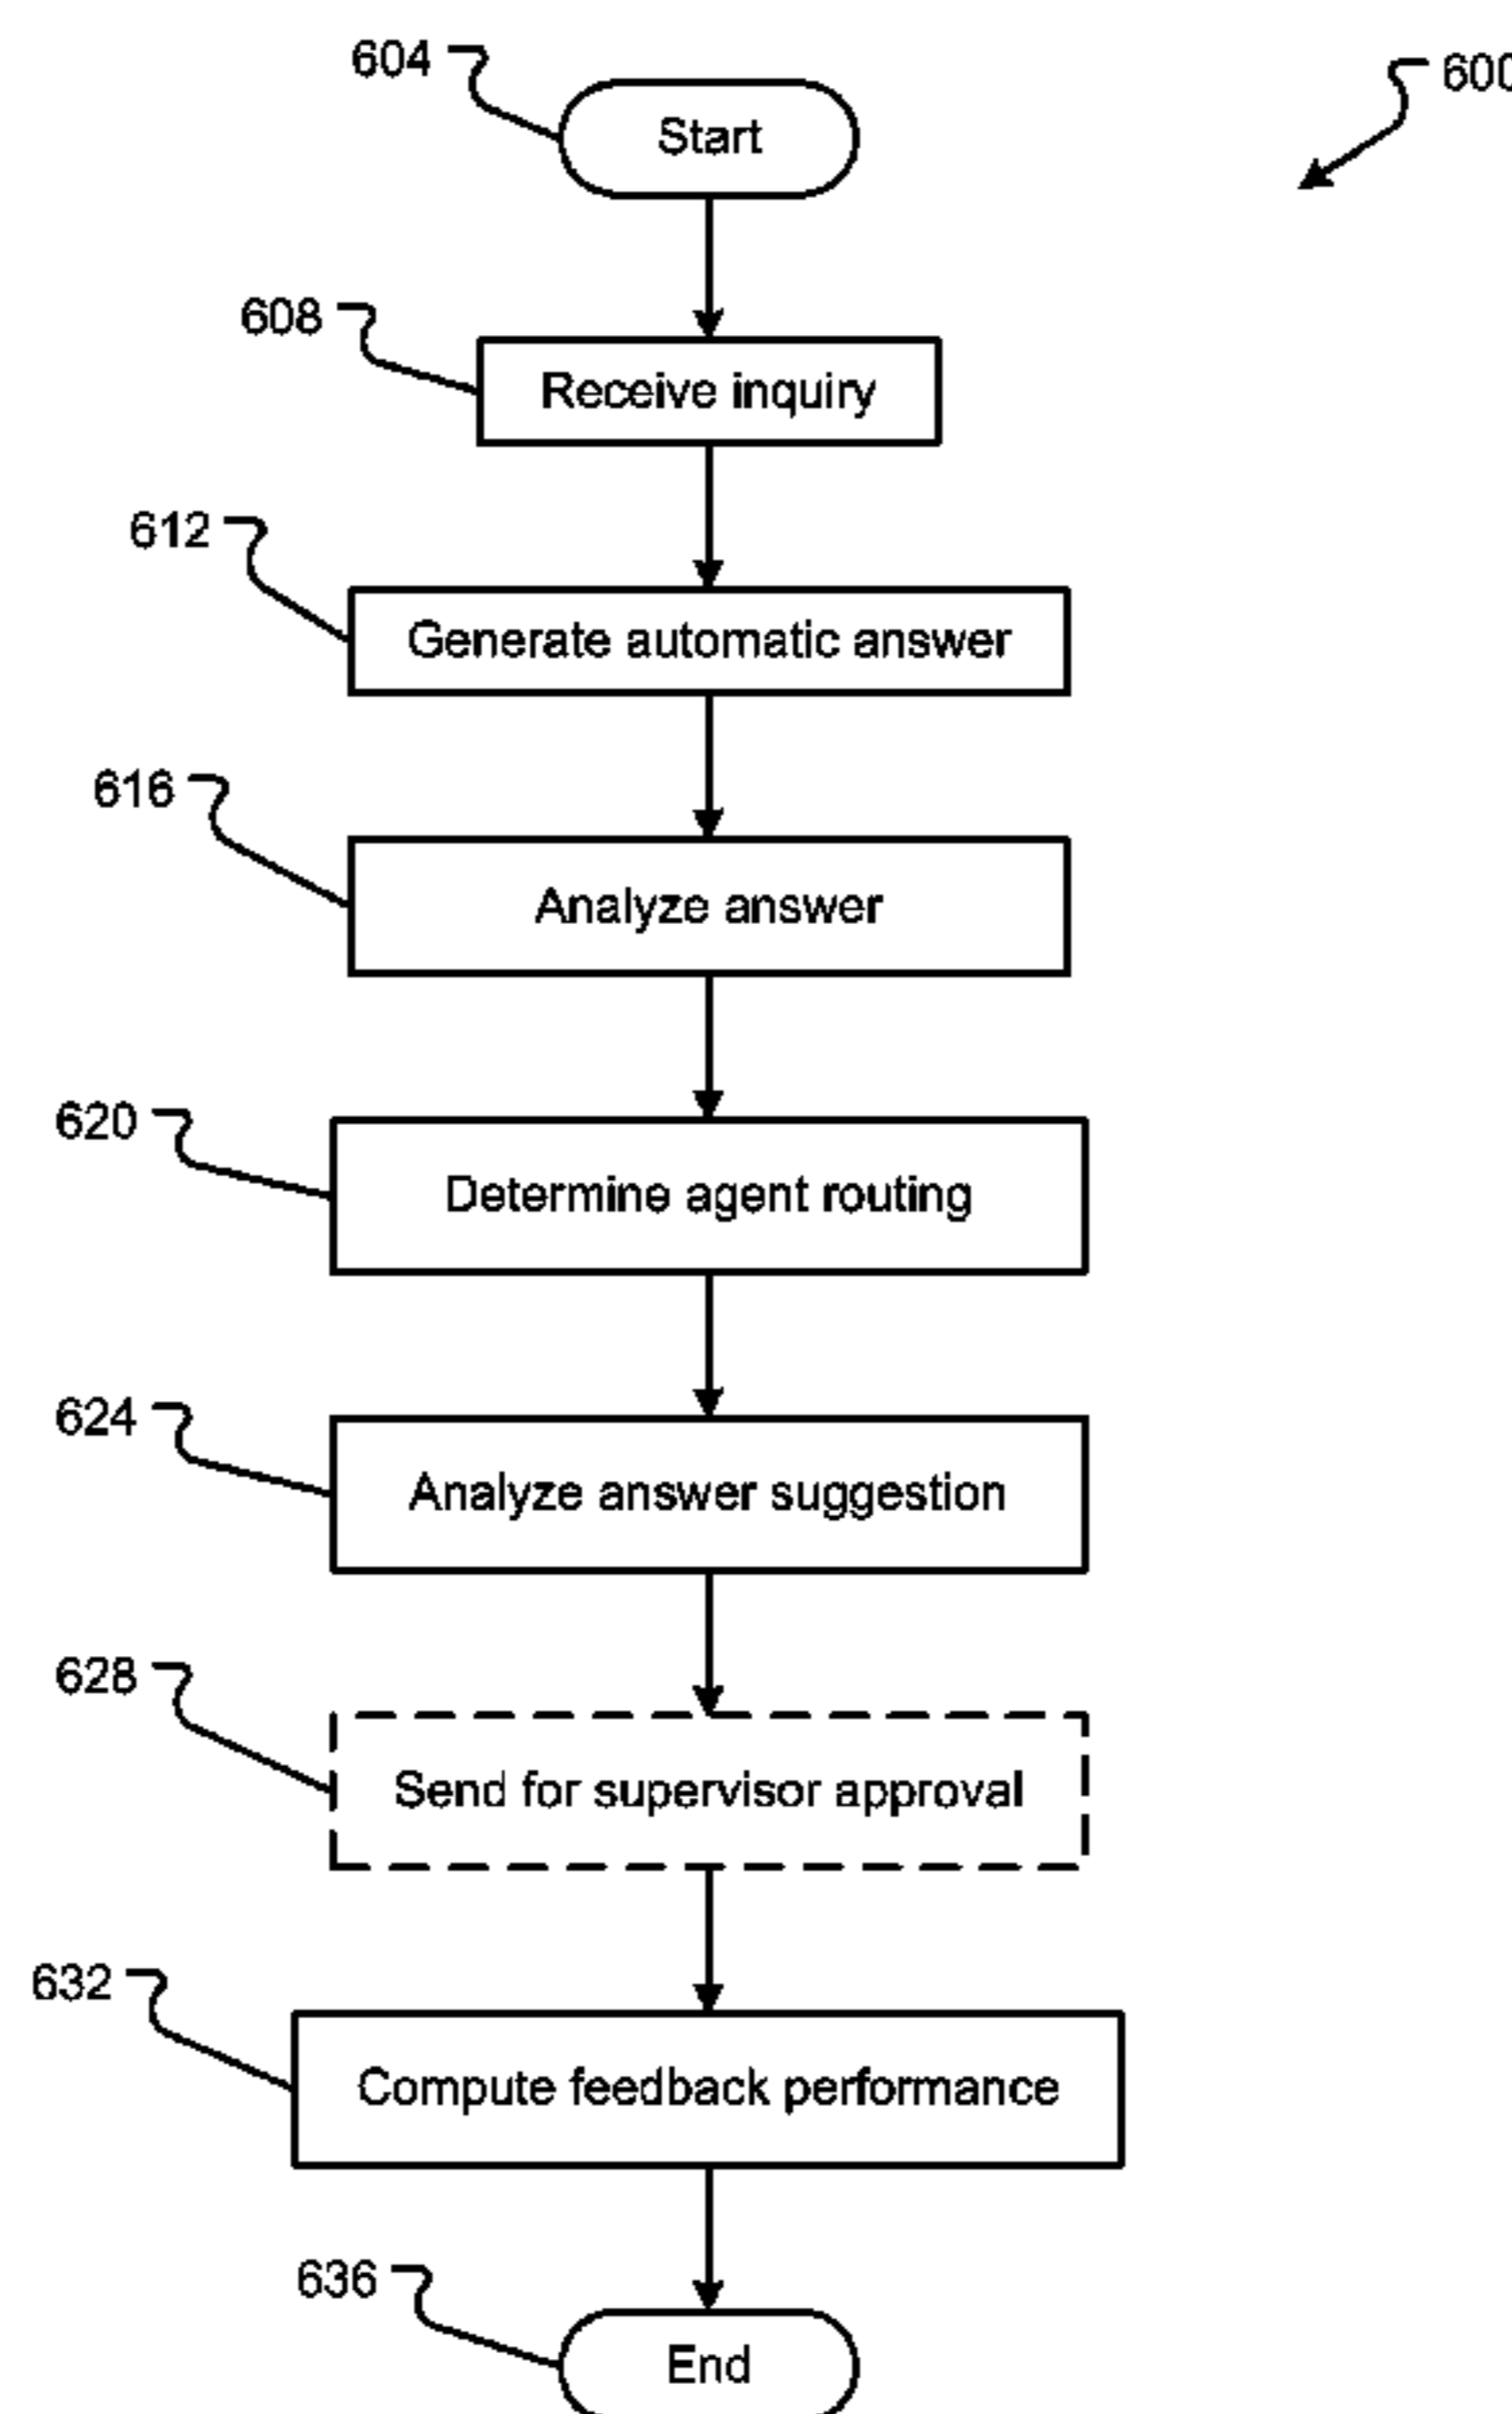 604
Start
600
608
Receive inquiry
612
Generate automatic answer
616
Analyze answer
620
Determine agent routing
624
Analyze answer suggestion
628
Send for supervisor approval
632
Compute feedback performance
636
End